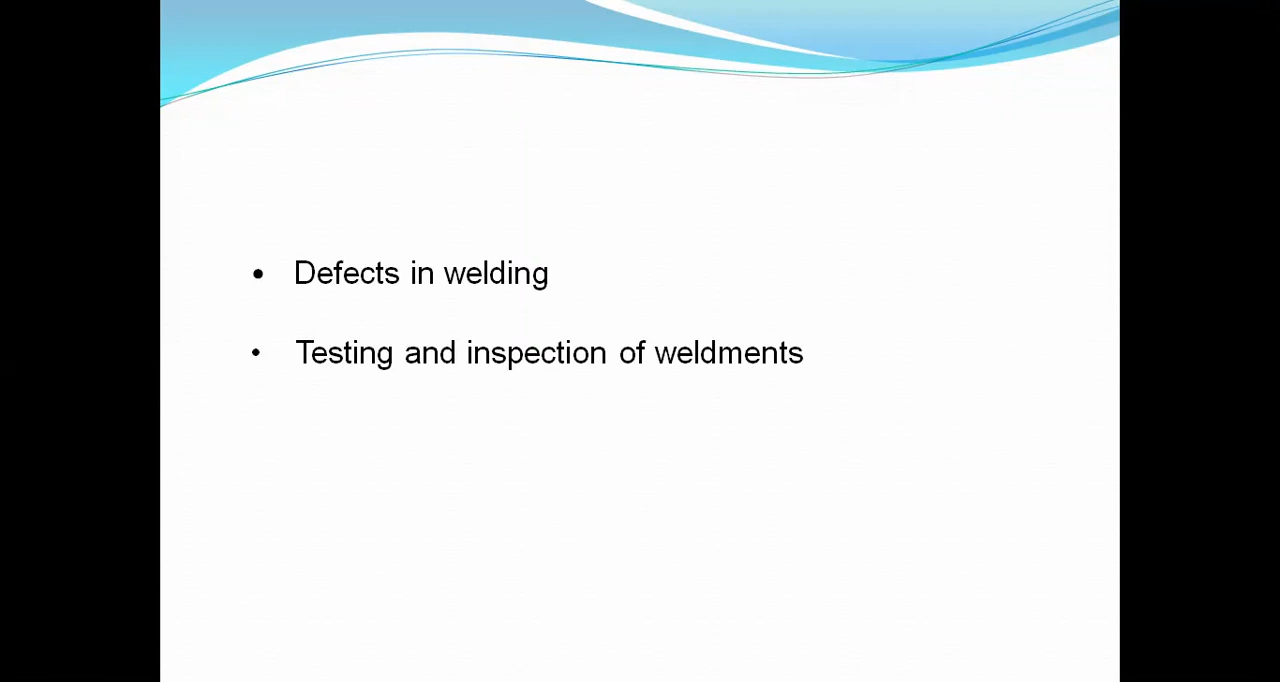 • Defects in welding
• Testing and inspection of weldments